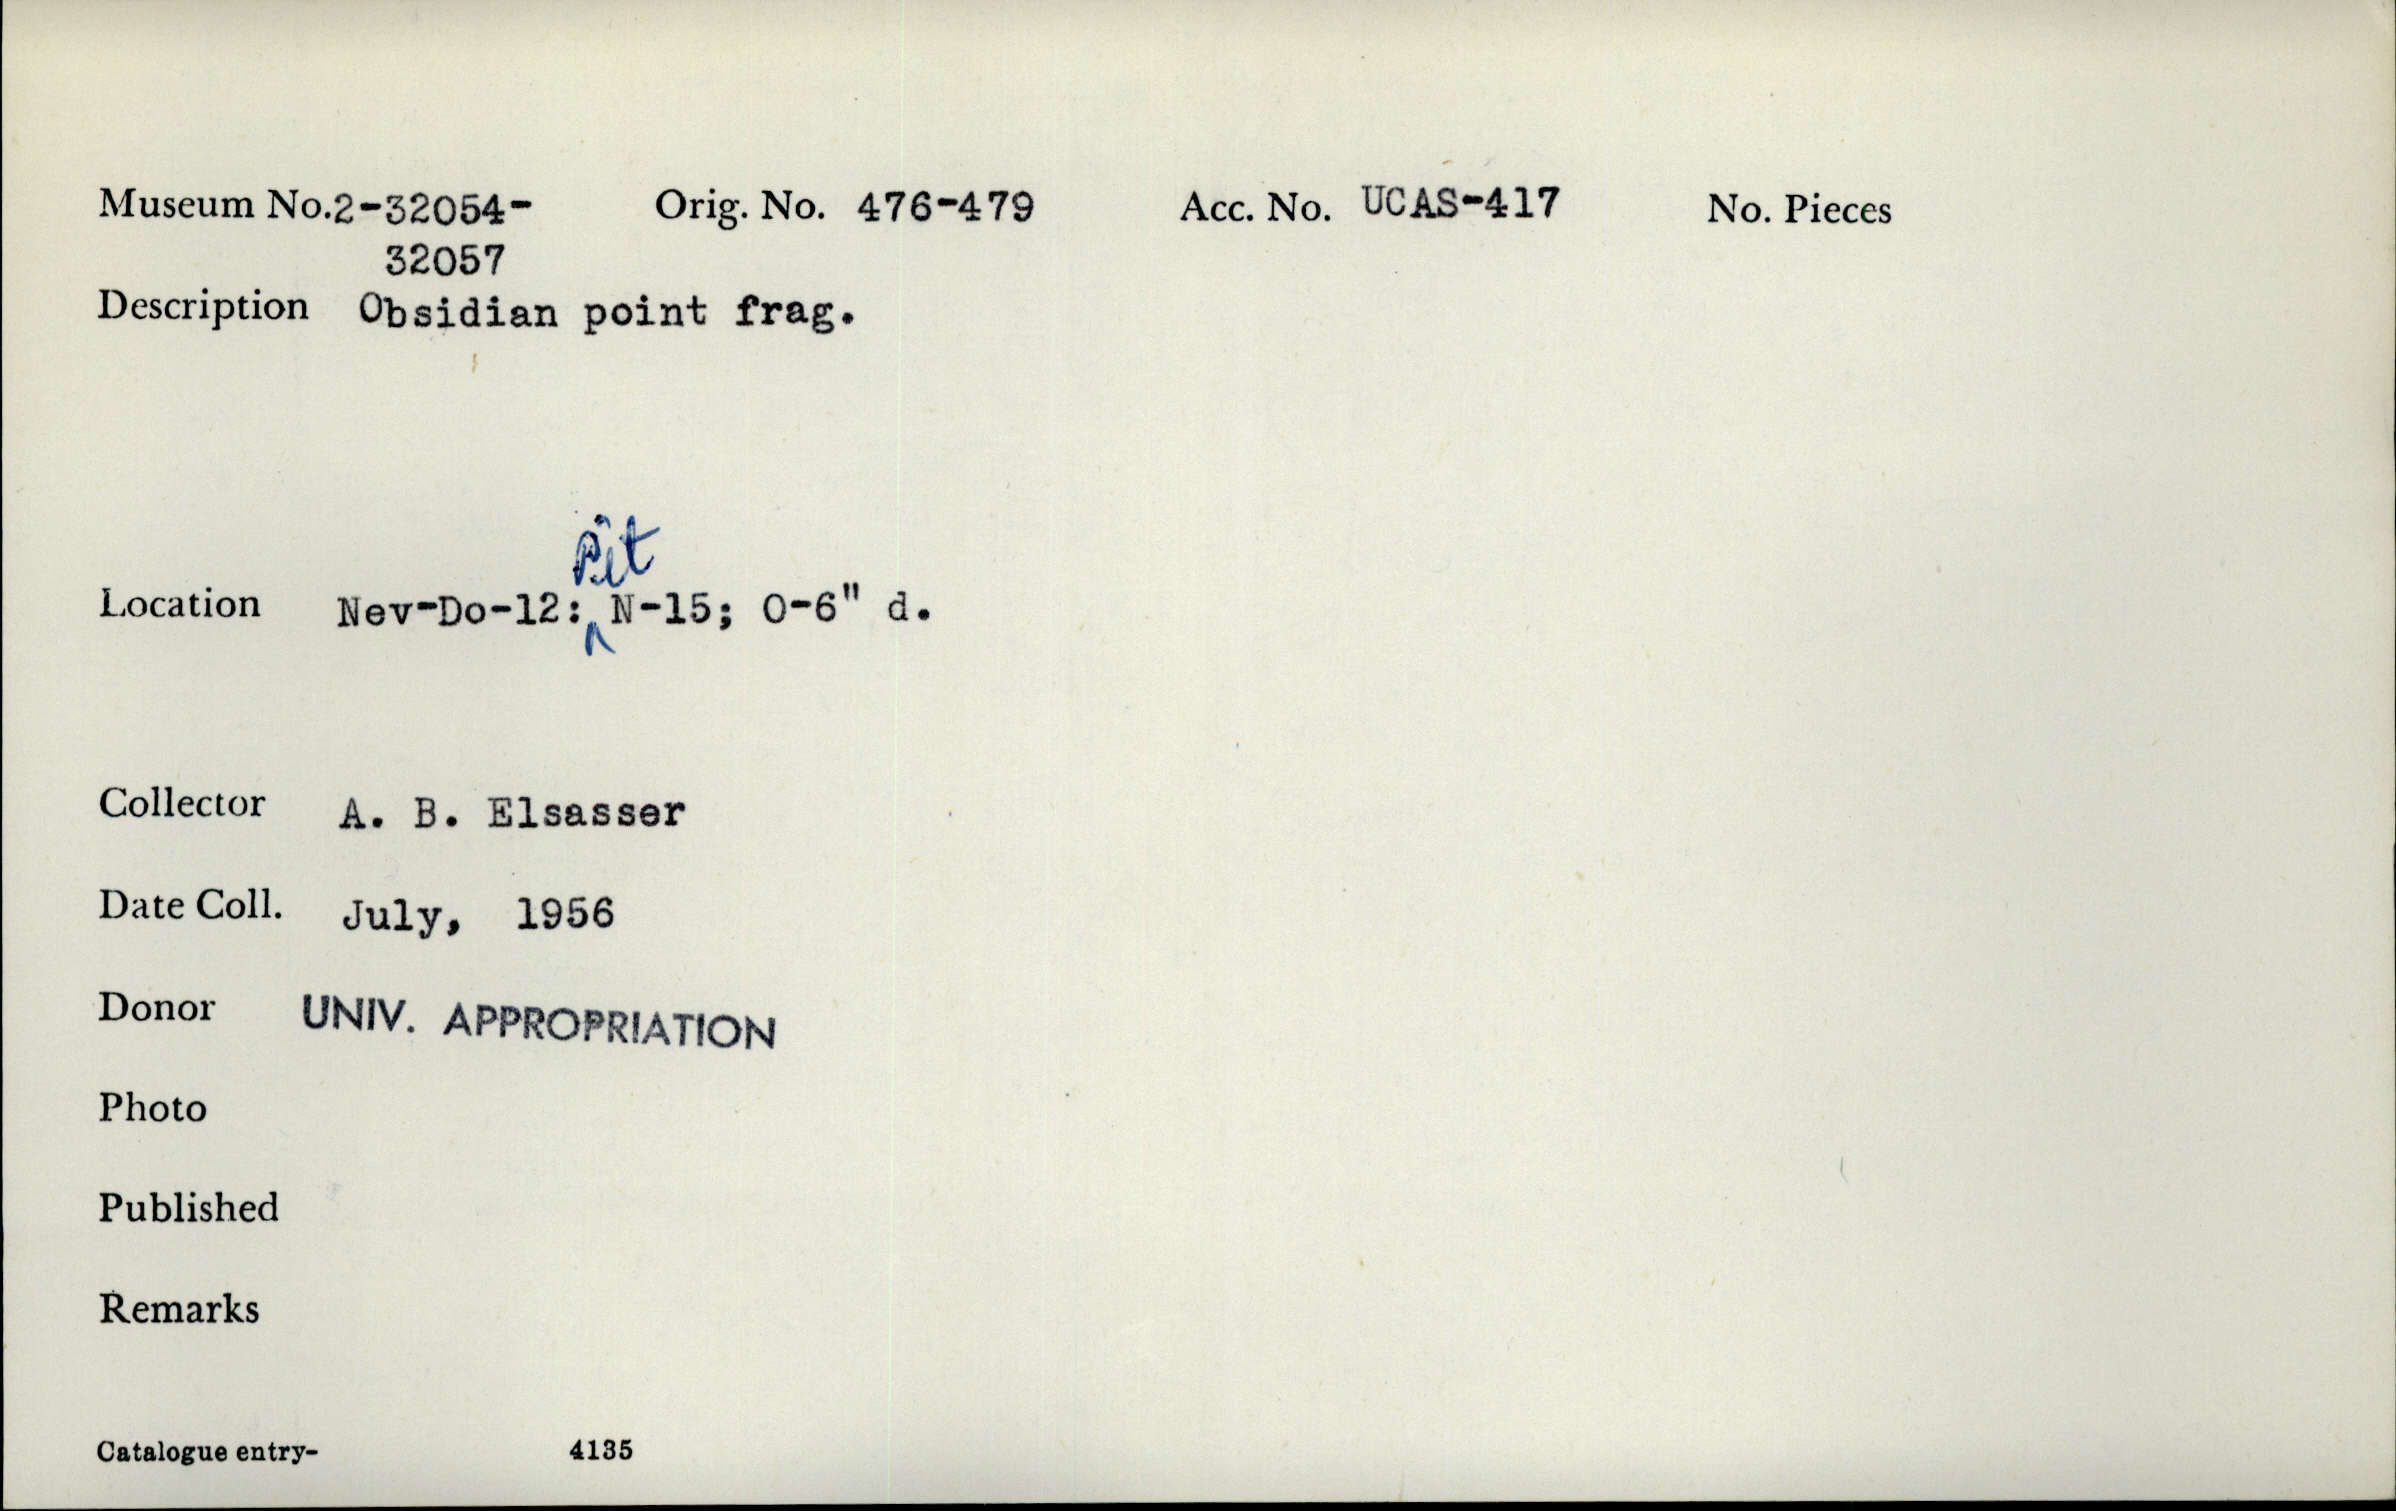 Museum No. 2-32054- Orig. No. 476-479 Acc. No. UCAS-417 No. Pieces
32057
Description Obsidian point frag.
Pit
Location Nev-Do-12: ^ N-15; 0-6" d.
Collector A. B. Elsasser
Date Coll. July, 1956
Donor UNIV. APPROPRIATION
Photo
Published
Remarks
Catalogue entry- 4135